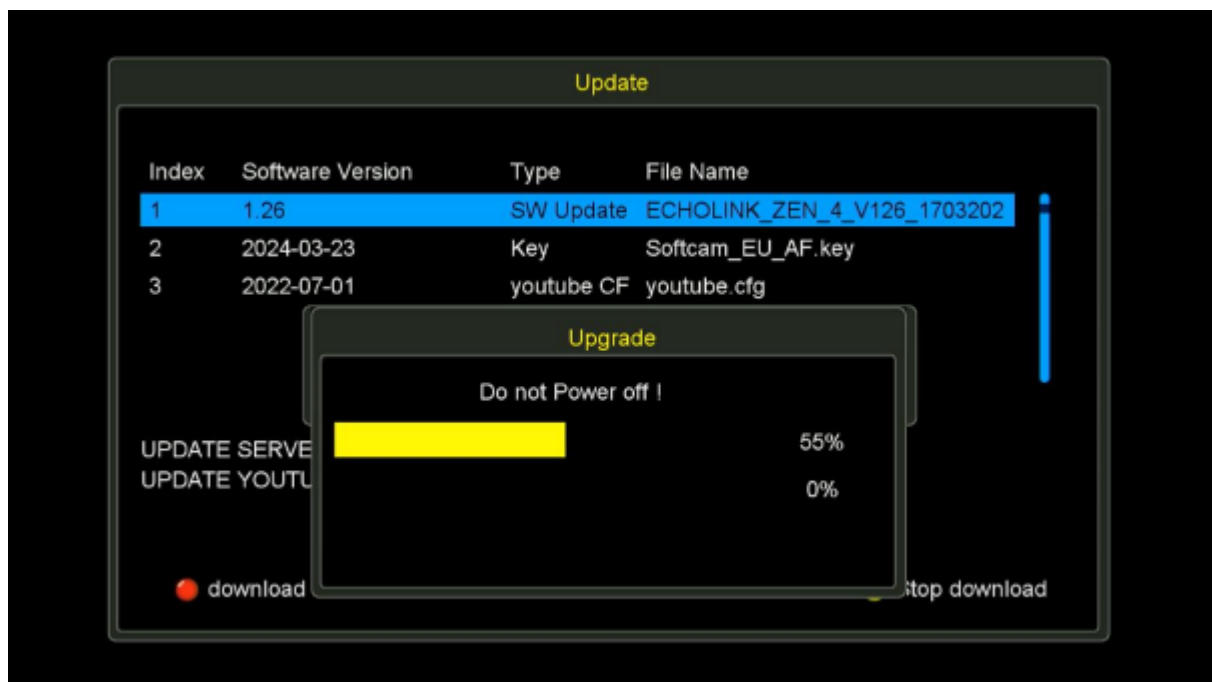 Update
Index Software Version Type File Name
1 1.26 SW Update ECHOLINK_ZEN_4_V126_1703202
2 2024-03-23 Key Softcam_EU_AF.key
3 2022-07-01 youtube CF youtube.cfg
Upgrade
Do not Power off !
55%
0%
UPDATE SERVE
UPDATE YOUTU
download
Stop download